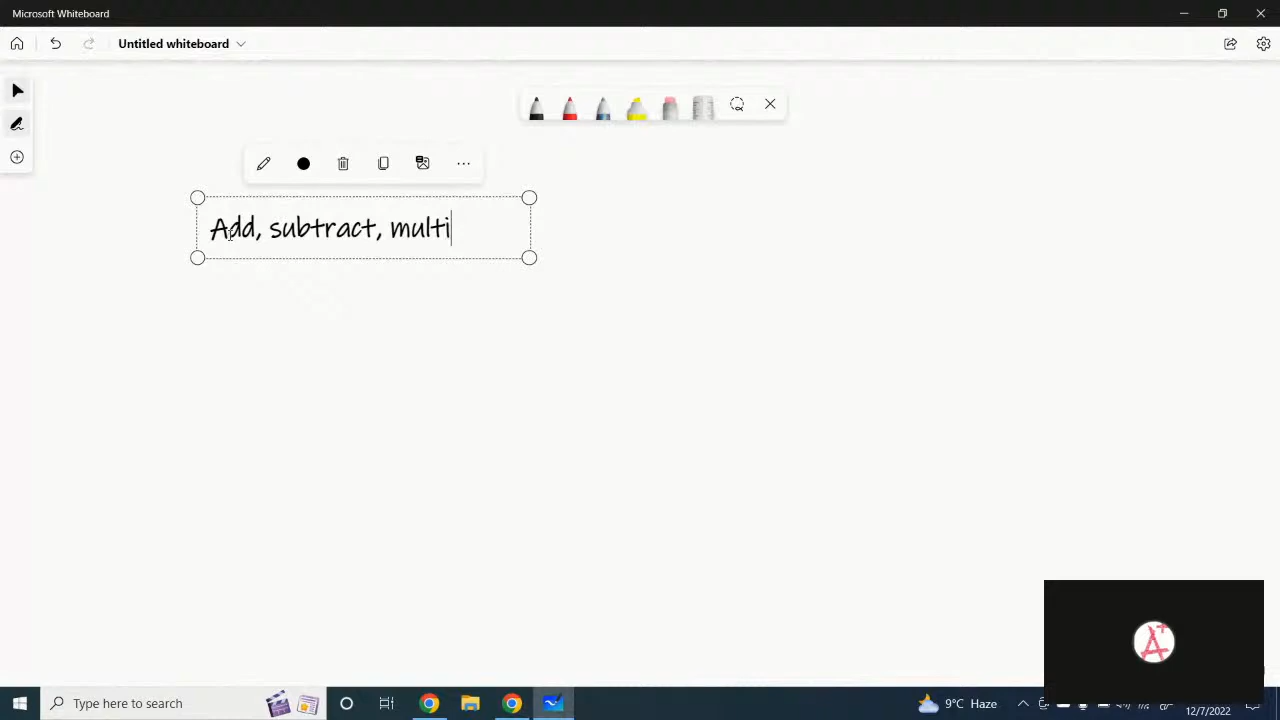 Microsoft Whiteboard
Untitled whiteboard
Add, subtract, multi
A+
Type here to search
9°C Haze
12/7/2022